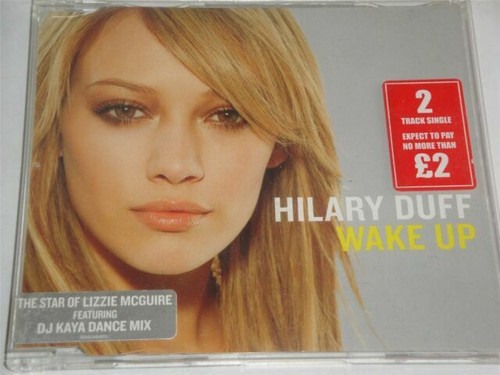 2
TRACK SINGLE
EXPECT TO PAY
NO MORE THAN
£2
HILARY DUFF
WAKE UP
THE STAR OF LIZZIE MCGUIRE
FEATURING
DJ KAYA DANCE MIX